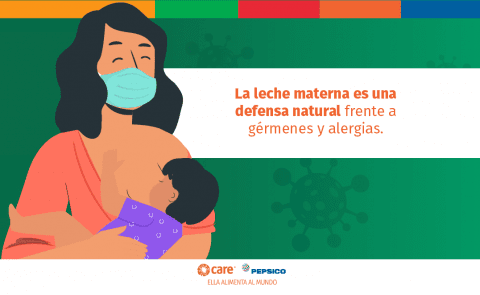 La leche materna es una
defensa natural frente a
gérmenes y alergias.
care PEPSICO
ELLA ALIMENTA AL MUNDO